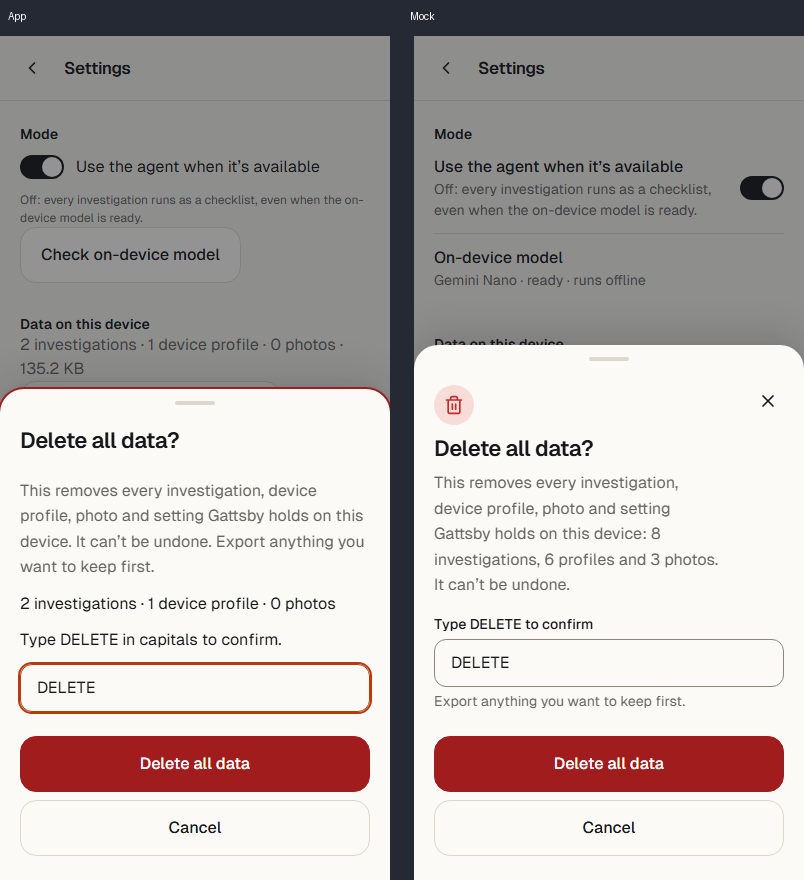 App
Settings
Mode
Use the agent when it’s available
Off: every investigation runs as a checklist, even when the on-
device model is ready.
Check on-device model
Data on this device
2 investigations · 1 device profile · 0 photos ·
135.2 KB
Delete all data?
This removes every investigation, device
profile, photo and setting Gattsby holds on this
device. It can’t be undone. Export anything you
want to keep first.
2 investigations · 1 device profile · 0 photos
Type DELETE in capitals to confirm.
DELETE
Delete all data
Cancel
Mock
Settings
Mode
Use the agent when it’s available
Off: every investigation runs as a checklist,
even when the on-device model is ready.
On-device model
Gemini Nano · ready · runs offline
Data on this device
Delete all data?
This removes every investigation,
device profile, photo and setting
Gattsby holds on this device: 8
investigations, 6 profiles and 3 photos.
It can’t be undone.
Type DELETE to confirm
DELETE
Export anything you want to keep first.
Delete all data
Cancel